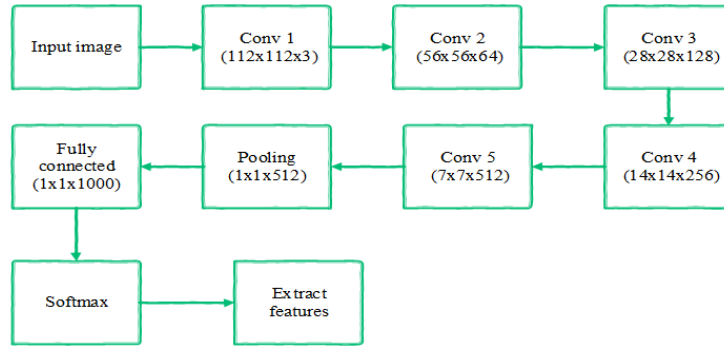 Input image
Conv 1
(112x112x3)
Conv 2
(56x56x64)
Conv 3
(28x28x128)
Fully
connected
(1x1x1000)
Pooling
(1x1x512)
Conv 5
(7x7x512)
Conv 4
(14x14x256)
Softmax
Extract
features